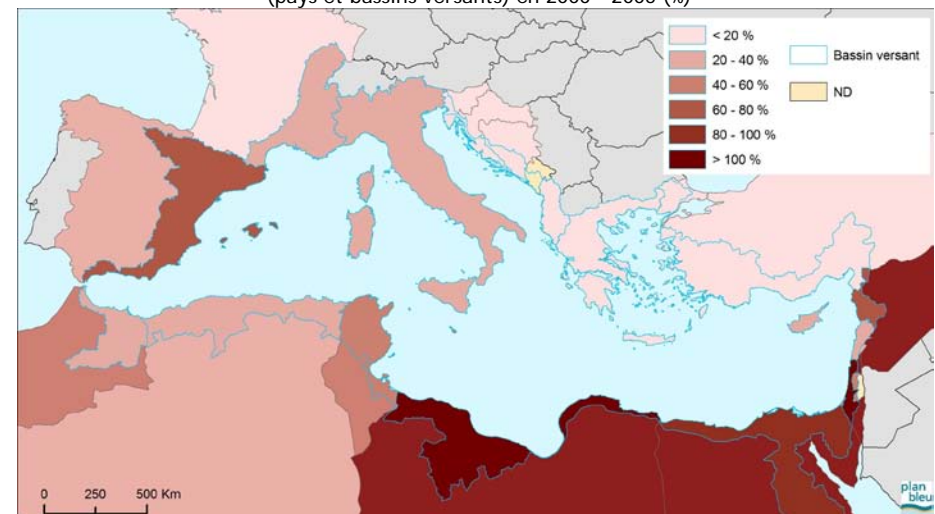 (pays et bassins versants) en 2000 - 2008 (%)
< 20 %
20 - 40 %
40 - 60 %
60 - 80 %
80 - 100 %
> 100 %
Bassin versant
ND
0 250 500 Km
plan
bleu